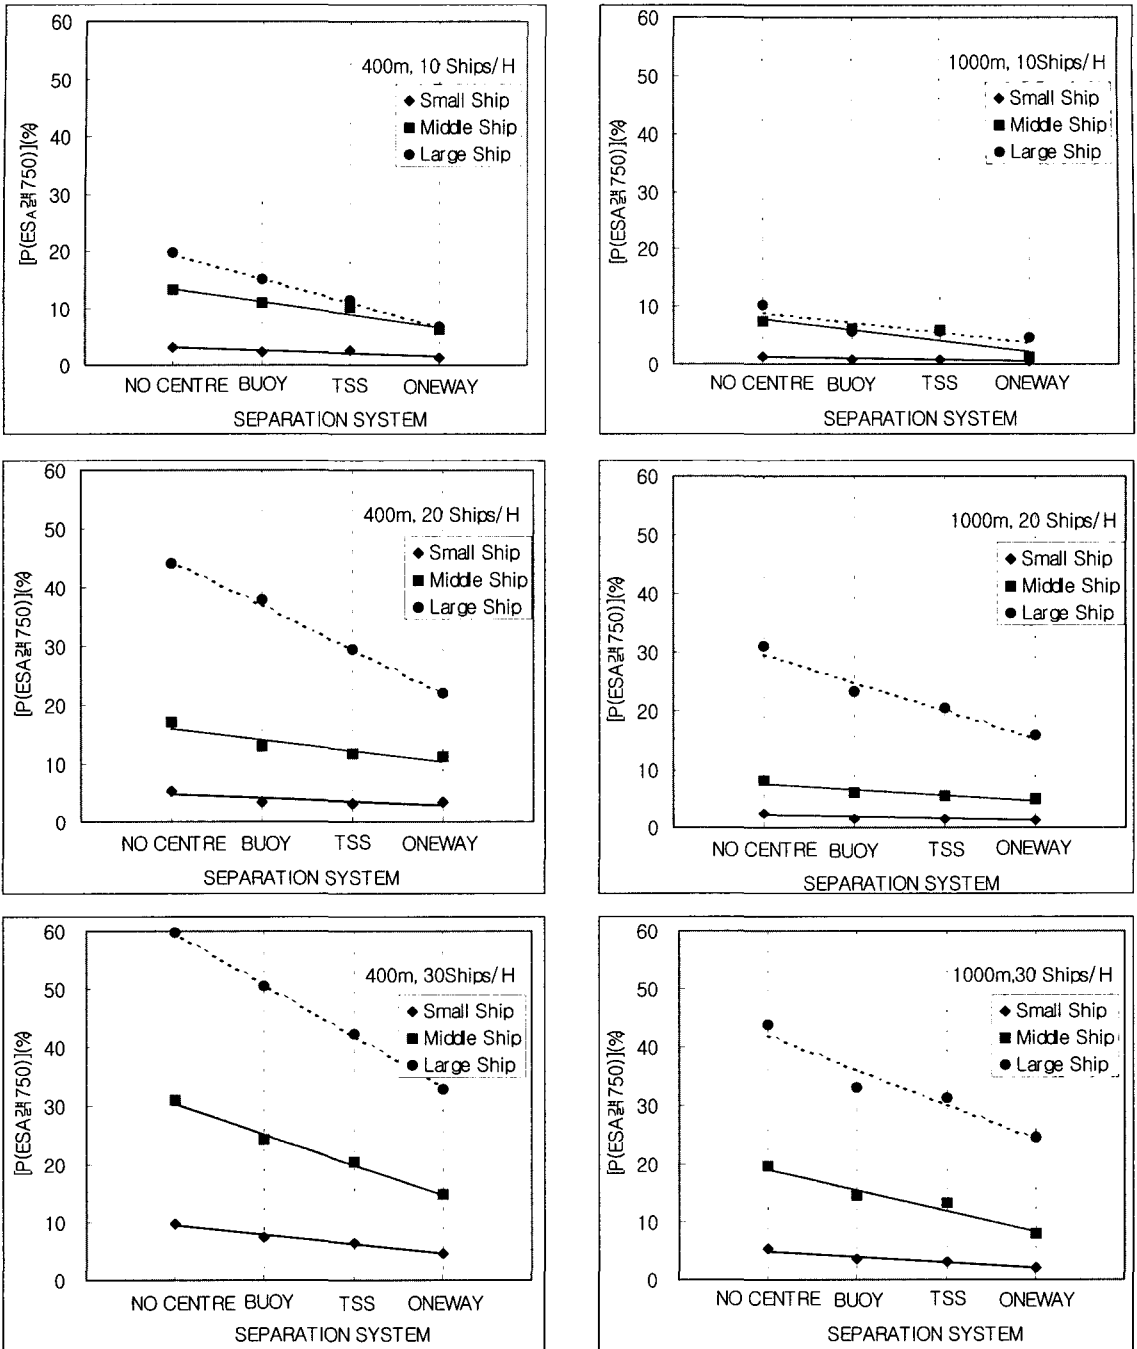 60
50
40
30
20
10
0
400m, 10 Ships/H
Small Ship
Middle Ship
Large Ship
NO CENTRE BUOY TSS ONEWAY
SEPARATION SYSTEM
60
50
40
30
20
10
0
1000m, 10Ships/H
Small Ship
Middle Ship
Large Ship
NO CENTRE BUOY TSS ONEWAY
SEPARATION SYSTEM
60
50
40
30
20
10
0
400m, 20 Ships/H
Small Ship
Middle Ship
Large Ship
NO CENTRE BUOY TSS ONEWAY
SEPARATION SYSTEM
60
50
40
30
20
10
0
1000m, 20 Ships/H
Small Ship
Middle Ship
Large Ship
NO CENTRE BUOY TSS ONEWAY
SEPARATION SYSTEM
60
50
40
30
20
10
0
400m, 30Ships/H
Small Ship
Middle Ship
Large Ship
NO CENTRE BUOY TSS ONEWAY
SEPARATION SYSTEM
60
50
40
30
20
10
0
1000m,30 Ships/H
Small Ship
Middle Ship
Large Ship
NO CENTRE BUOY TSS ONEWAY
SEPARATION SYSTEM